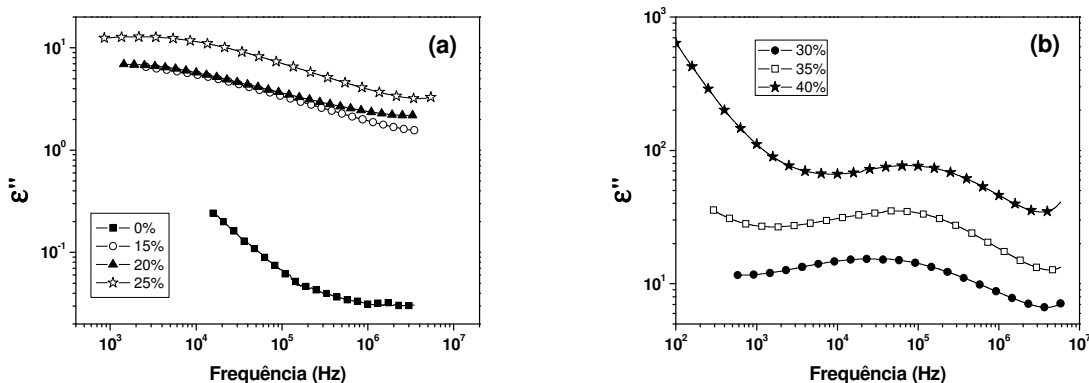 (a)
10¹
10⁰
10⁻¹
ε''
0%
15%
20%
25%
10³ 10⁴ 10⁵ 10⁶ 10⁷
Frequência (Hz)
(b)
10³
10²
10¹
ε''
30%
35%
40%
10² 10³ 10⁴ 10⁵ 10⁶ 10⁷
Frequência (Hz)